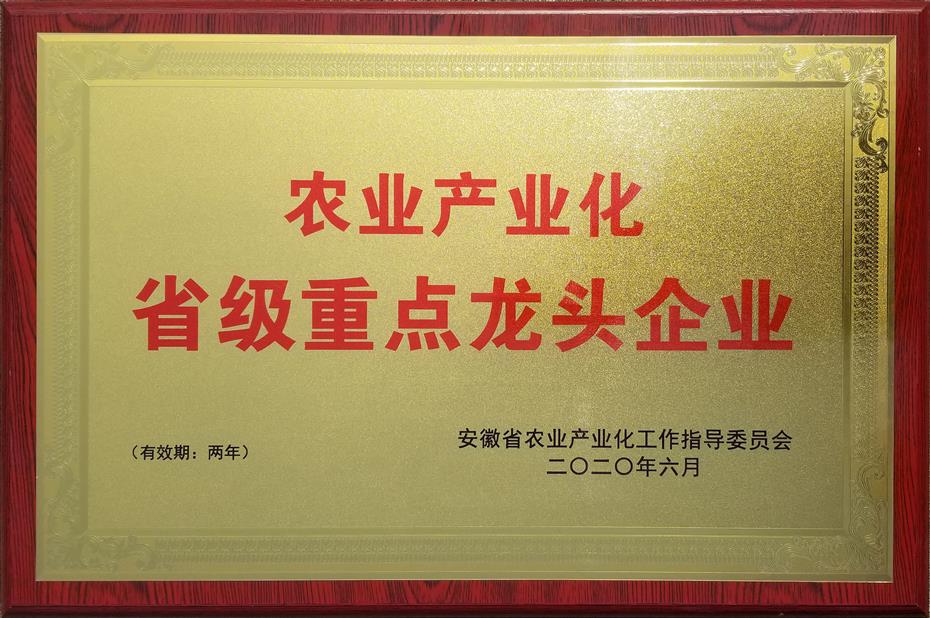 农业产业化
省级重点龙头企业
（有效期：两年）
安徽省农业产业化工作指导委员会
二〇二〇年六月